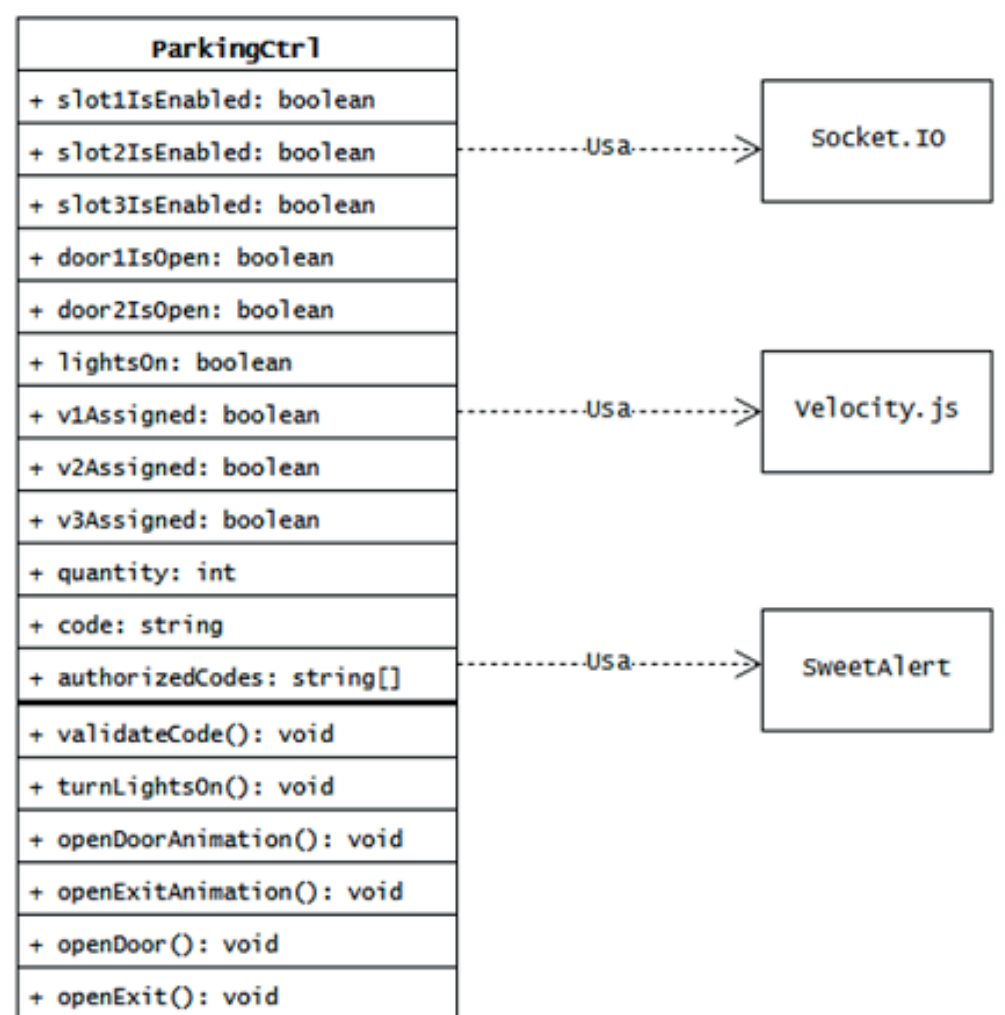 ParkingCtrl
+ slot1IsEnabled: boolean
+ slot2IsEnabled: boolean
+ slot3IsEnabled: boolean
+ door1IsOpen: boolean
+ door2IsOpen: boolean
+ lightsOn: boolean
+ v1Assigned: boolean
+ v2Assigned: boolean
+ v3Assigned: boolean
+ quantity: int
+ code: string
+ authorizedCodes: string[]
+ validateCode(): void
+ turnLightsOn(): void
+ openDoorAnimation(): void
+ openExitAnimation(): void
+ openDoor(): void
+ openExit(): void
Usa
Socket.IO
Usa
Velocity.js
Usa
SweetAlert